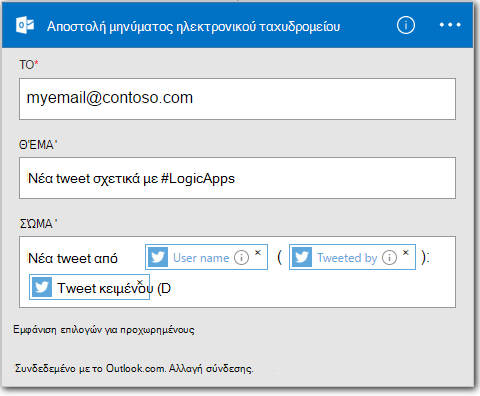 Αποστολή μηνύματος ηλεκτρονικού ταχυδρομείου
ΤΟ*
myemail@contoso.com
ΘΈΜΑ*
Νέα tweet σχετικά με #LogicApps
ΣΏΜΑ*
Νέα tweet από User name ( Tweeted by ):
Tweet κειμένου (D
Εμφάνιση επιλογών για προχωρημένους
Συνδεδεμένο με το Outlook.com. Αλλαγή σύνδεσης.